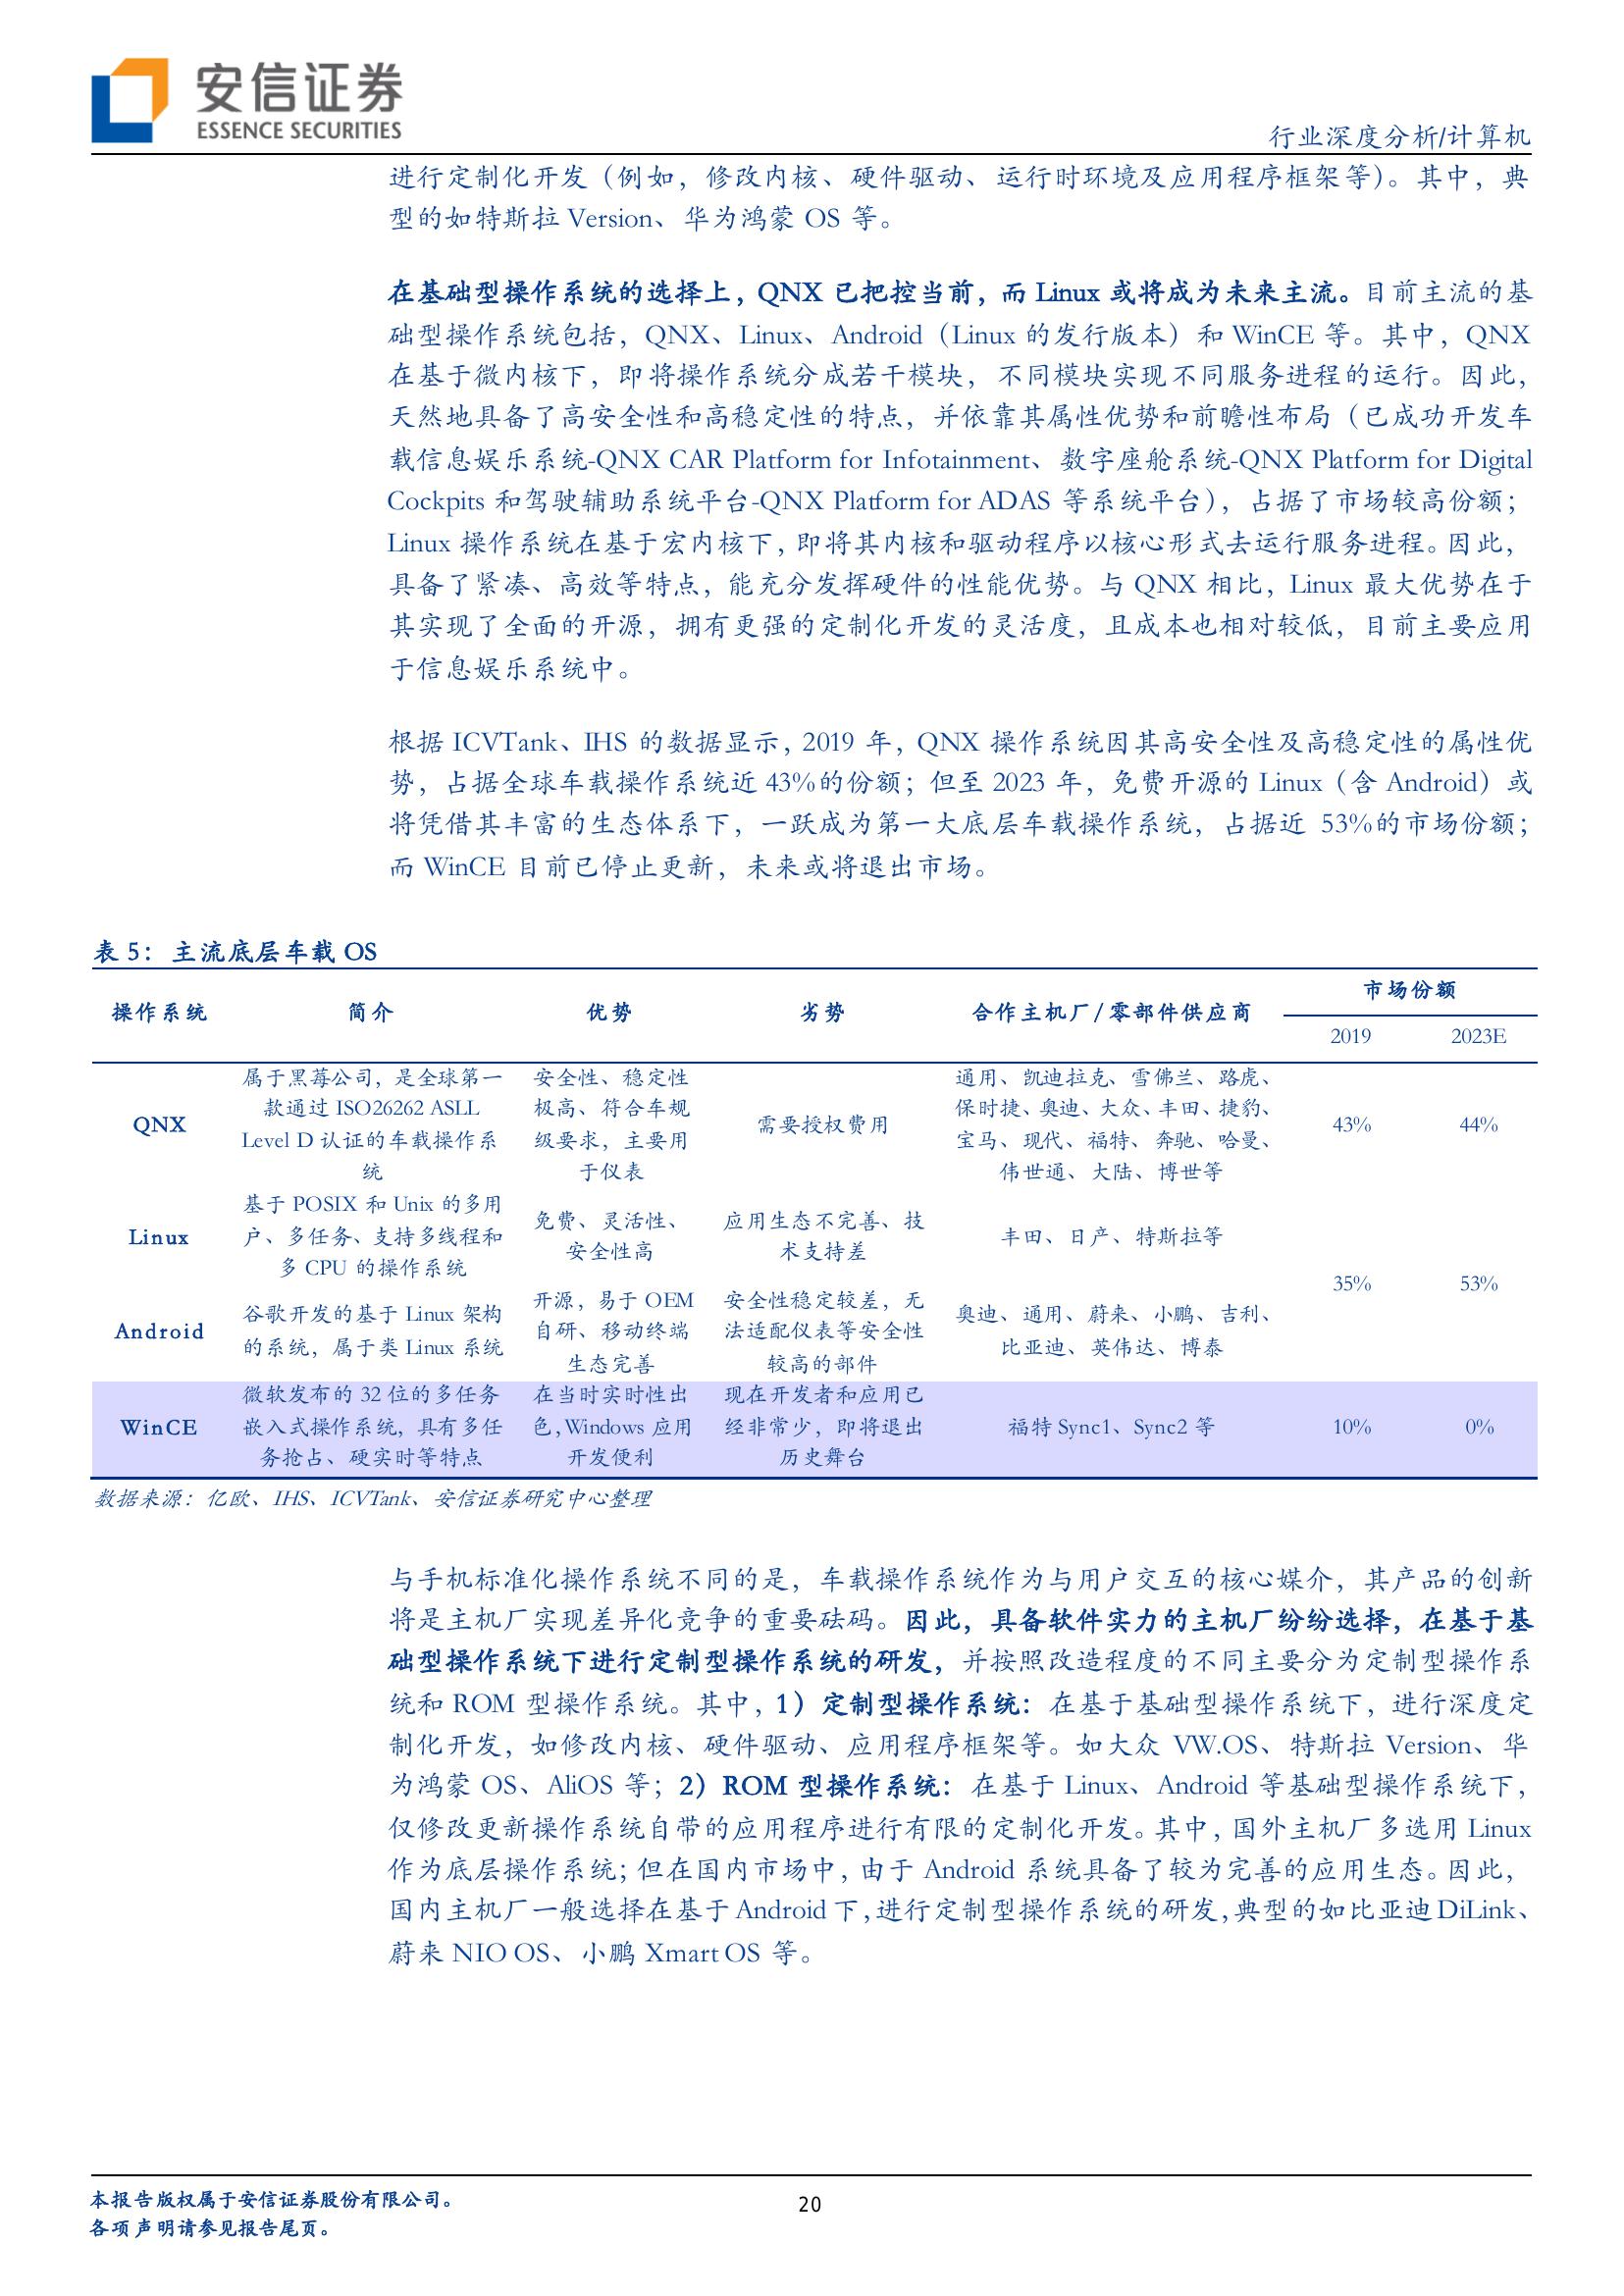 安信证券
ESSENCE SECURITIES
行业深度分析/计算机
进行定制化开发（例如，修改内核、硬件驱动、运行时环境及应用程序框架等）。其中，典
型的如特斯拉 Version、华为鸿蒙 OS 等。
在基础型操作系统的选择上，QNX 已把控当前，而 Linux 或将成为未来主流。目前主流的基
础型操作系统包括，QNX、Linux、Android（Linux 的发行版本）和 WinCE 等。其中，QNX
在基于微内核下，即将操作系统分成若干模块，不同模块实现不同服务进程的运行。因此，
天然地具备了高安全性和高稳定性的特点，并依靠其属性优势和前瞻性布局（已成功开发车
载信息娱乐系统-QNX CAR Platform for Infotainment、数字座舱系统-QNX Platform for Digital
Cockpits 和驾驶辅助系统平台-QNX Platform for ADAS 等系统平台），占据了市场较高份额；
Linux 操作系统在基于宏内核下，即将其内核和驱动程序以核心形式去运行服务进程。因此，
具备了紧凑、高效等特点，能充分发挥硬件的性能优势。与 QNX 相比，Linux 最大优势在于
其实现了全面的开源，拥有更强的定制化开发的灵活度，且成本也相对较低，目前主要应用
于信息娱乐系统中。
根据 ICVTank、IHS 的数据显示，2019 年，QNX 操作系统因其高安全性及高稳定性的属性优
势，占据全球车载操作系统近 43%的份额；但至 2023 年，免费开源的 Linux（含 Android）或
将凭借其丰富的生态体系下，一跃成为第一大底层车载操作系统，占据近 53%的市场份额；
而 WinCE 目前已停止更新，未来或将退出市场。
表 5：主流底层车载 OS
操作系统 简介 优势 劣势 合作主机厂/零部件供应商 市场份额
2019 2023E
属于黑莓公司，是全球第一 安全性、稳定性 通用、凯迪拉克、雪佛兰、路虎、
款通过 ISO26262 ASLL 极高、符合车规 保时捷、奥迪、大众、丰田、捷豹、
QNX 需要授权费用 43% 44%
Level D 认证的车载操作系 级要求，主要用 宝马、现代、福特、奔驰、哈曼、
统 于仪表 伟世通、大陆、博世等
基于 POSIX 和 Unix 的多用 免费、灵活性、 应用生态不完善、技
Linux 户、多任务、支持多线程和 丰田、日产、特斯拉等
多 CPU 的操作系统 安全性高 术支持差
35% 53%
开源，易于 OEM 安全性稳定较差，无
谷歌开发的基于 Linux 架构 奥迪、通用、蔚来、小鹏、吉利、
Android 自研、移动终端 法适配仪表等安全性
的系统，属于类 Linux 系统 比亚迪、英伟达、博泰
生态完善 较高的部件
微软发布的 32 位的多任务 在当时实时性出 现在开发者和应用已
WinCE 嵌入式操作系统，具有多任 色，Windows 应用 经非常少，即将退出 福特 Sync1、Sync2 等 10% 0%
务抢占、硬实时等特点 开发便利 历史舞台
数据来源：亿欧、IHS、ICVTank、安信证券研究中心整理
与手机标准化操作系统不同的是，车载操作系统作为与用户交互的核心媒介，其产品的创新
将是主机厂实现差异化竞争的重要砝码。因此，具备软件实力的主机厂纷纷选择，在基于基
础型操作系统下进行定制型操作系统的研发，并按照改造程度的不同主要分为定制型操作系
统和 ROM 型操作系统。其中，1）定制型操作系统：在基于基础型操作系统下，进行深度定
制化开发，如修改内核、硬件驱动、应用程序框架等。如大众 VW.OS、特斯拉 Version、华
为鸿蒙 OS、AliOS 等；2）ROM 型操作系统：在基于 Linux、Android 等基础型操作系统下，
仅修改更新操作系统自带的应用程序进行有限的定制化开发。其中，国外主机厂多选用 Linux
作为底层操作系统；但在国内市场中，由于 Android 系统具备了较为完善的应用生态。因此，
国内主机厂一般选择在基于 Android 下，进行定制型操作系统的研发，典型的如比亚迪 DiLink、
蔚来 NIO OS、小鹏 Xmart OS 等。
本报告版权属于安信证券股份有限公司。
20
各项声明请参见报告尾页。